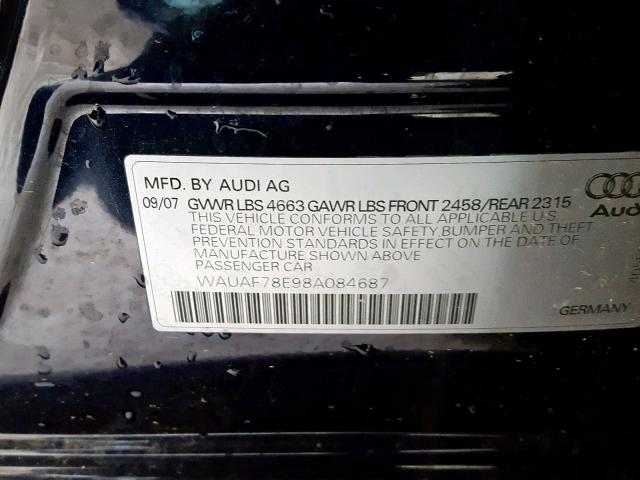 MFD. BY AUDI AG
09/07 GVWR LBS 4663 GAWR LBS FRONT 2458/REAR 2315
THIS VEHICLE CONFORMS TO ALL APPLICABLE U.S.
FEDERAL MOTOR VEHICLE SAFETY,BUMPER AND THEFT
PREVENTION STANDARDS IN EFFECT ON THE DATE OF
MANUFACTURE SHOWN ABOVE
PASSENGER CAR
WAUAF78E98A084687
Aud
GERMANY